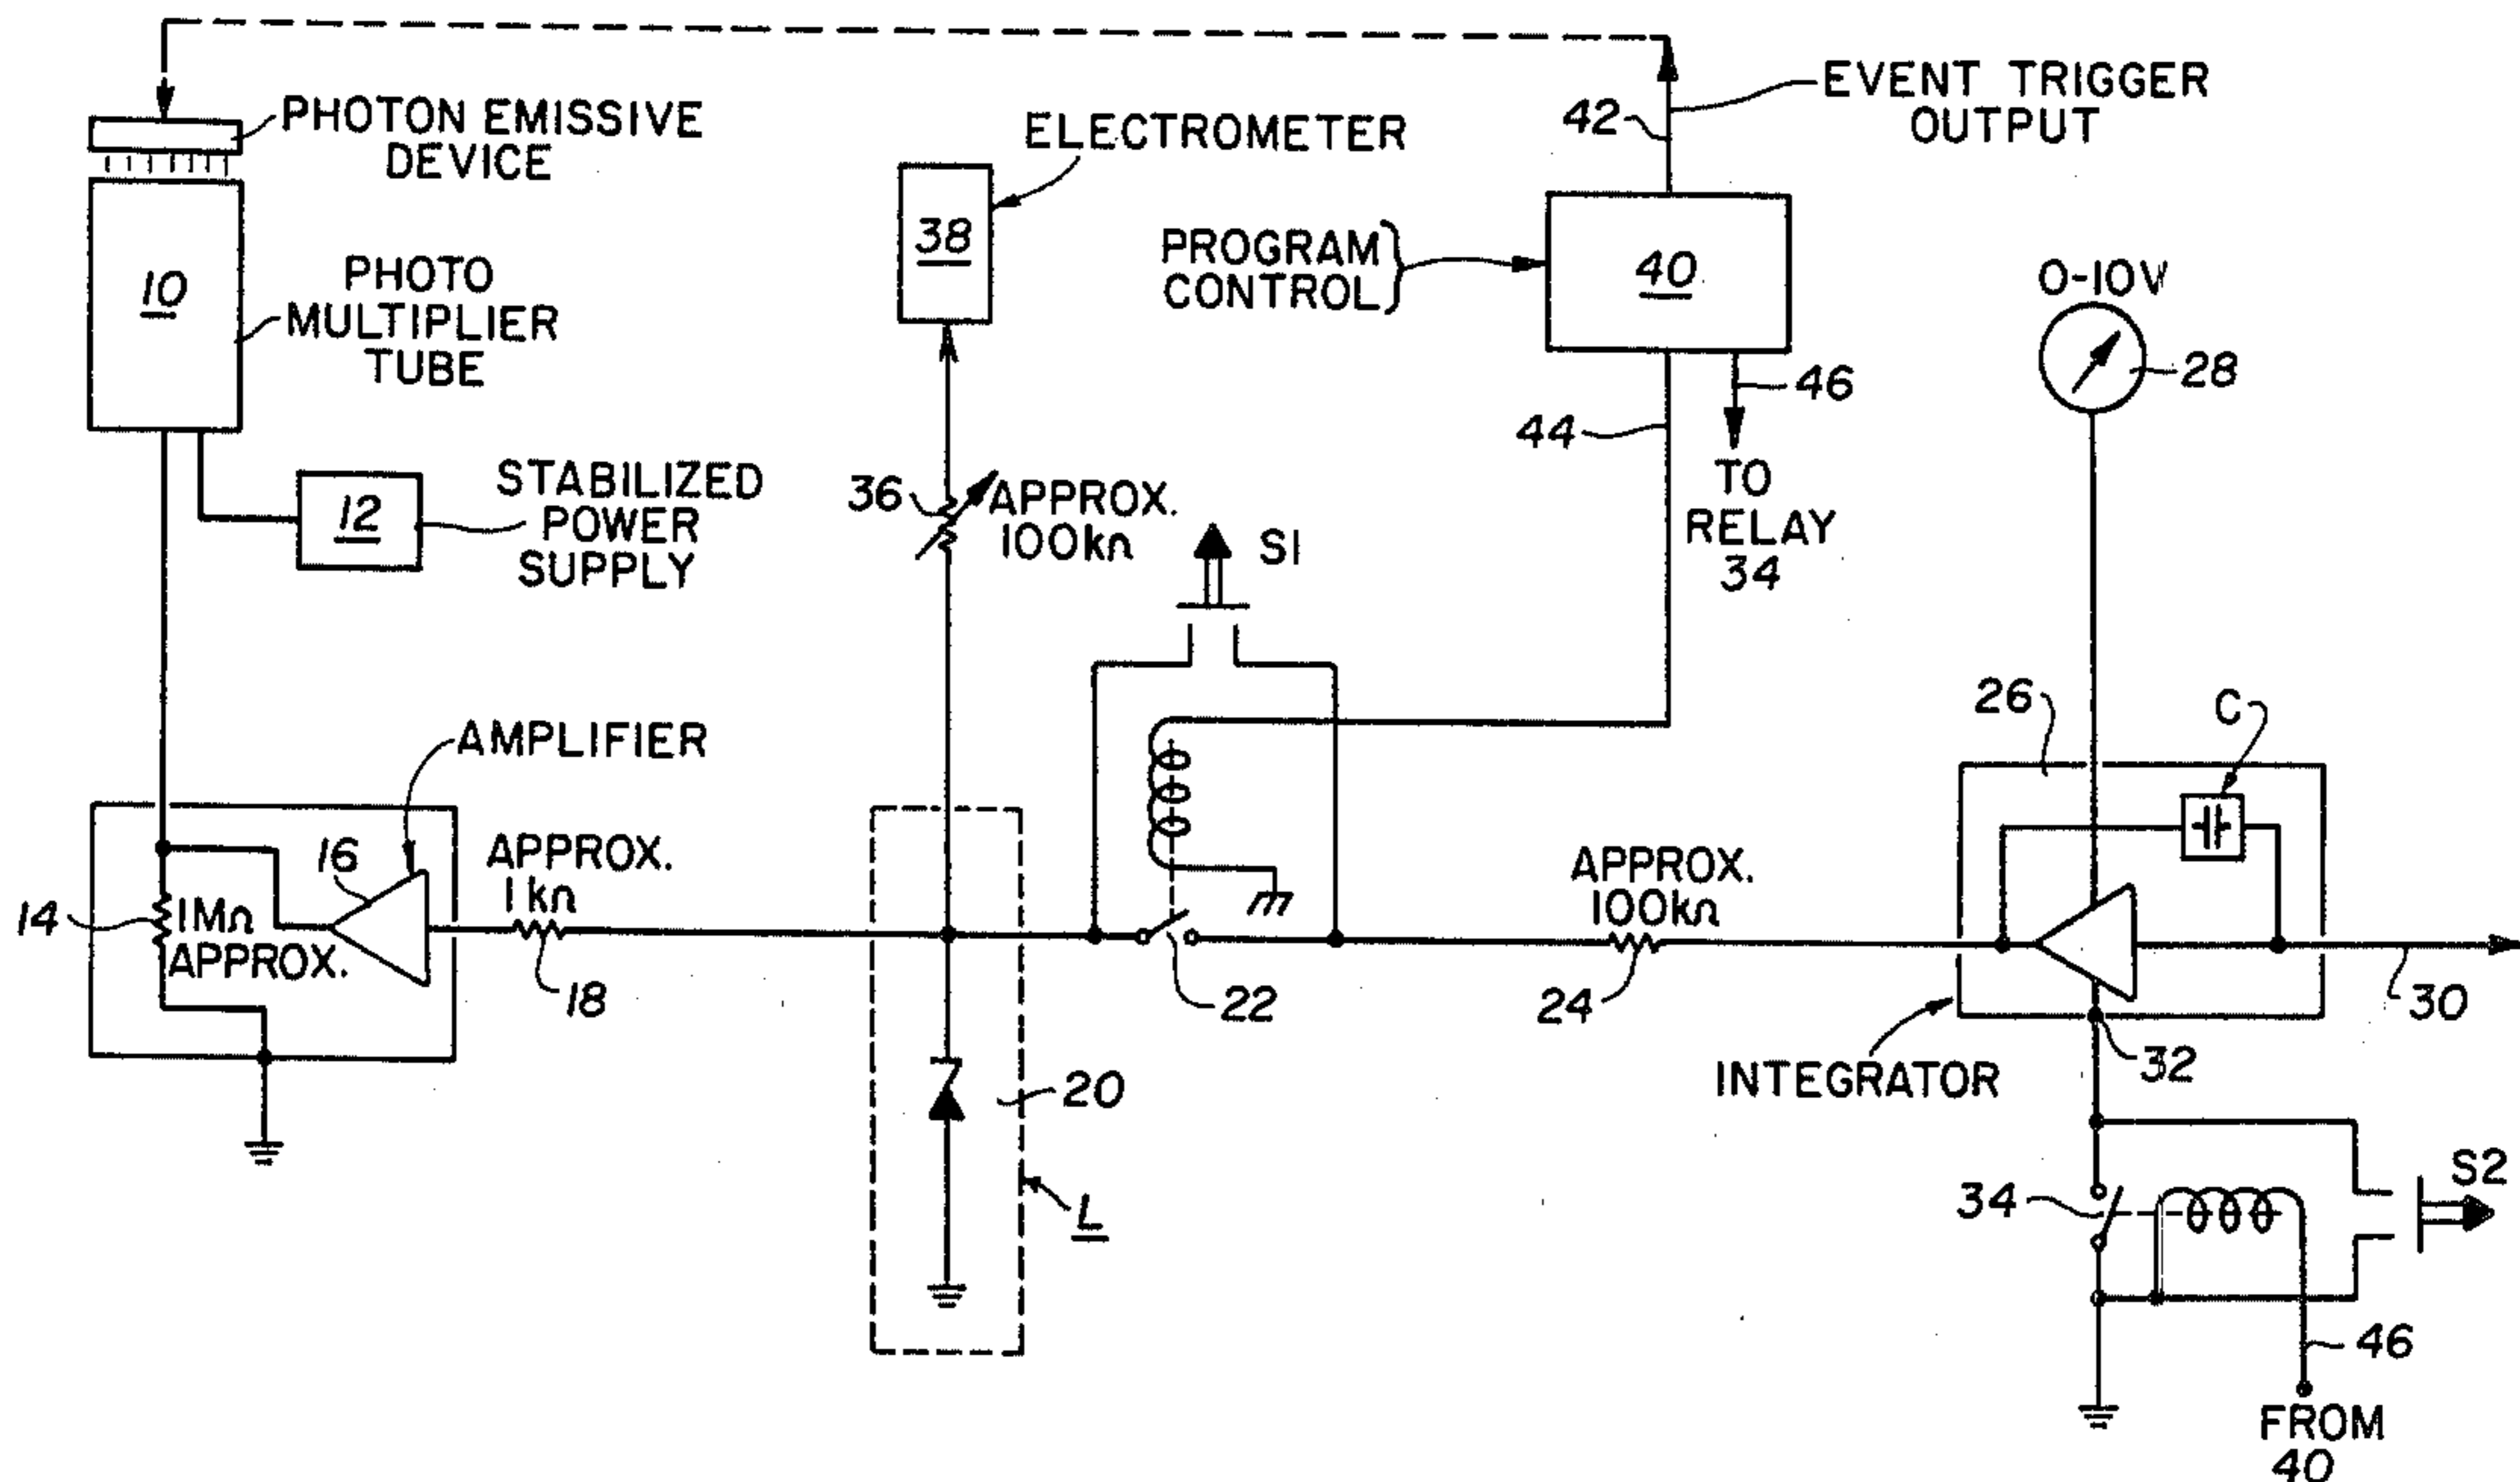 PHOTON EMISSIVE
DEVICE
10
PHOTO
MULTIPLIER
TUBE
12
STABILIZED
POWER
SUPPLY
ELECTROMETER
38
36
APPROX.
100kΩ
EVENT TRIGGER
OUTPUT
42
PROGRAM
CONTROL
40
44
46
TO
RELAY
34
0-10V
28
S1
AMPLIFIER
16
14
1MΩ
APPROX.
APPROX.
1kΩ
18
20
L
22
APPROX.
100kΩ
24
26
C
30
INTEGRATOR
32
34
S2
46
FROM
40